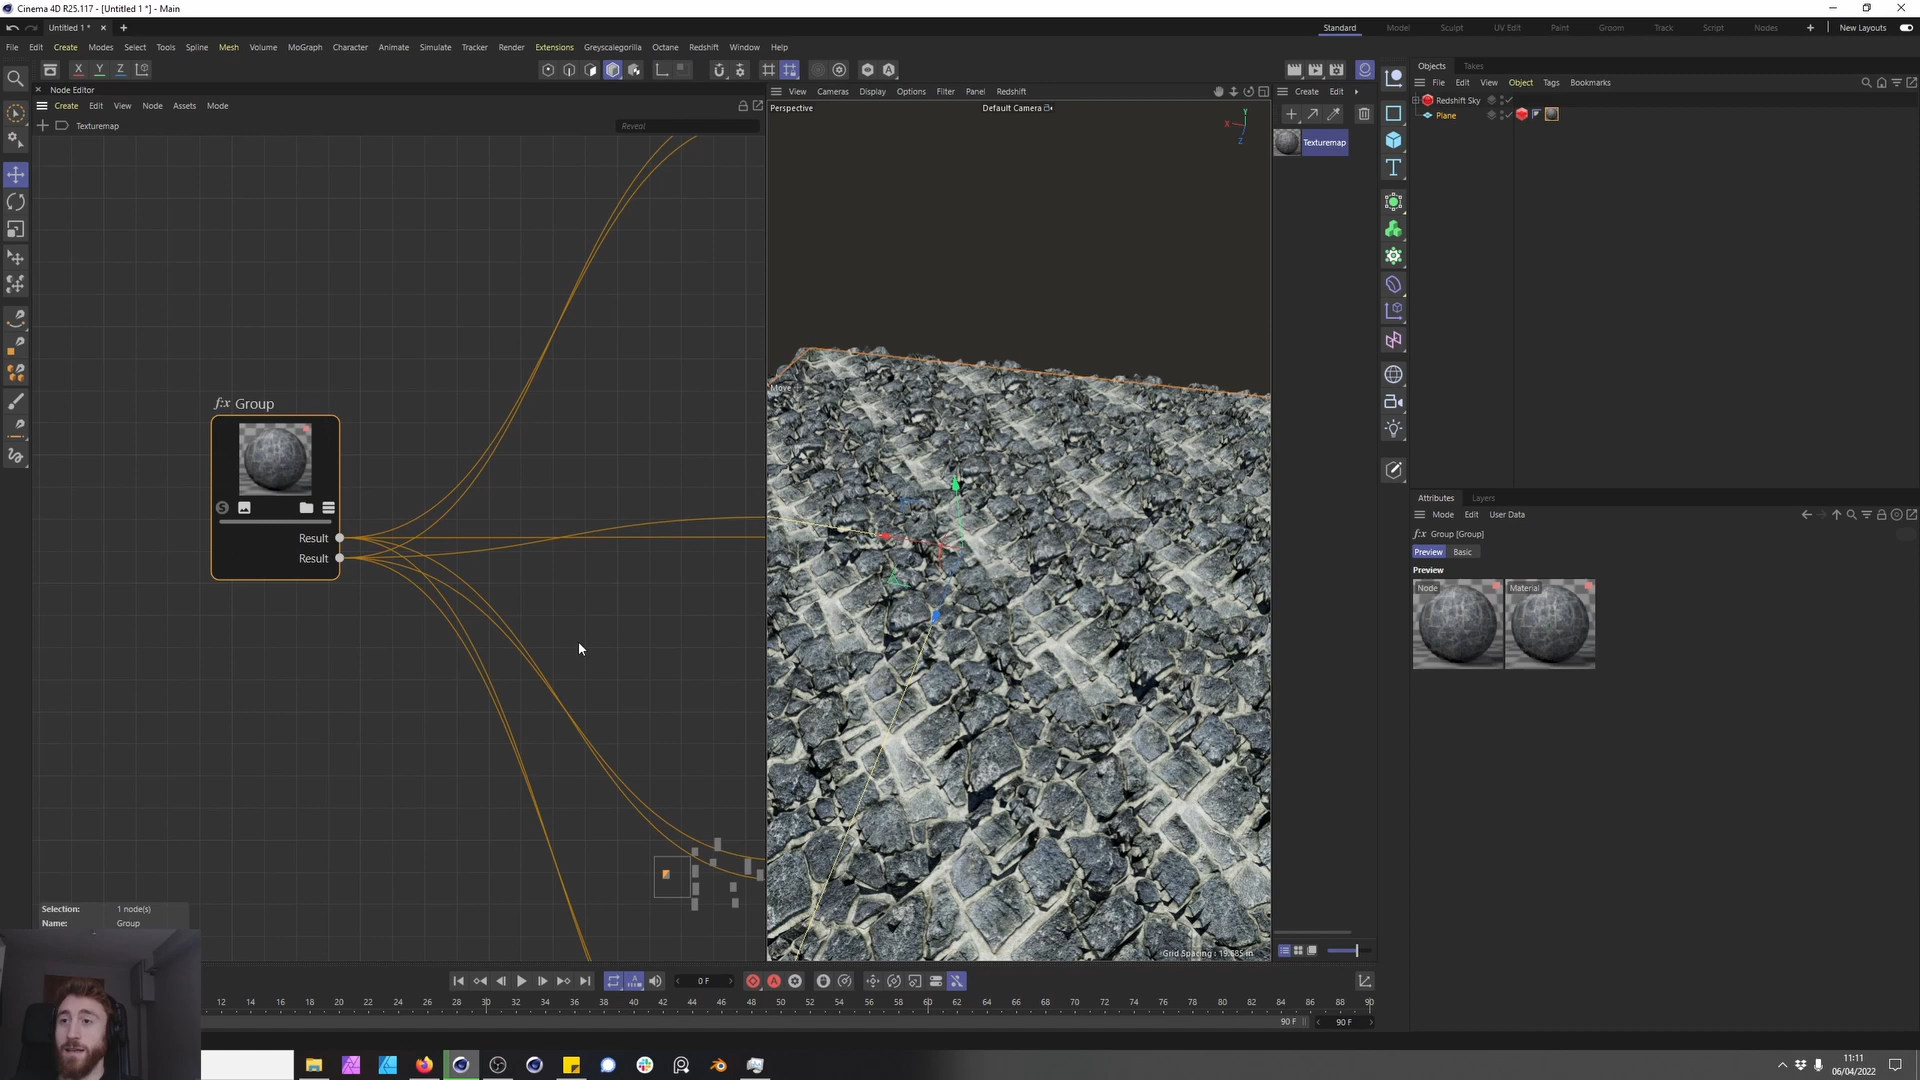 Cinema 4D R25.117 - [Untitled 1 *] - Main
Untitled 1 *
Standard Model Sculpt UV Edit Paint Groom Track Script Nodes New Layouts
File Edit Create Modes Select Tools Spline Mesh Volume MoGraph Character Animate Simulate Tracker Render Extensions Greyscalegorilla Octane Redshift Window Help
X Y Z
Node Editor
Create Edit View Node Assets Mode
Texturemap
Reveal
View Cameras Display Options Filter Panel Redshift
Perspective
Default Camera
Y
X
Z
Create Edit
Texturemap
Objects Takes
File Edit View Object Tags Bookmarks
Redshift Sky
Plane
Move
f:x Group
S
Result
Result
Attributes Layers
Mode Edit User Data
f:x Group [Group]
Preview Basic
Preview
Node
Material
Selection: 1 node(s)
Name: Group
0 F
12 14 16 18 20 22 24 26 28 30 32 34 36 38 40 42 44 46 48 50 52 54 56 58 60 62 64 66 68 70 72 74 76 78 80 82 84 86 88 90
90 F
90 F
11:11
06/04/2022